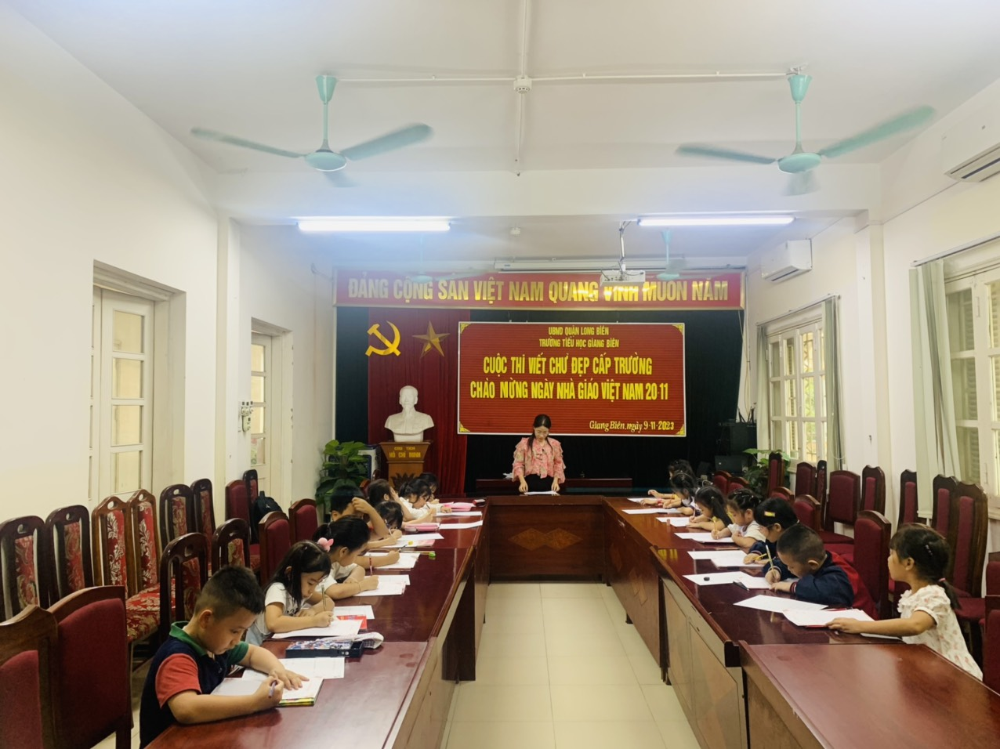 ĐẢNG CỘNG SẢN VIỆT NAM QUANG VINH MUÔN NĂM
UBND QUẬN LONG BIÊN
TRƯỜNG TIỂU HỌC GIANG BIÊN
CUỘC THI VIẾT CHỮ ĐẸP CẤP TRƯỜNG
CHÀO MỪNG NGÀY NHÀ GIÁO VIỆT NAM 20 11
Giang Biên, ngày 9-11-2023
HỒ CHÍ MINH